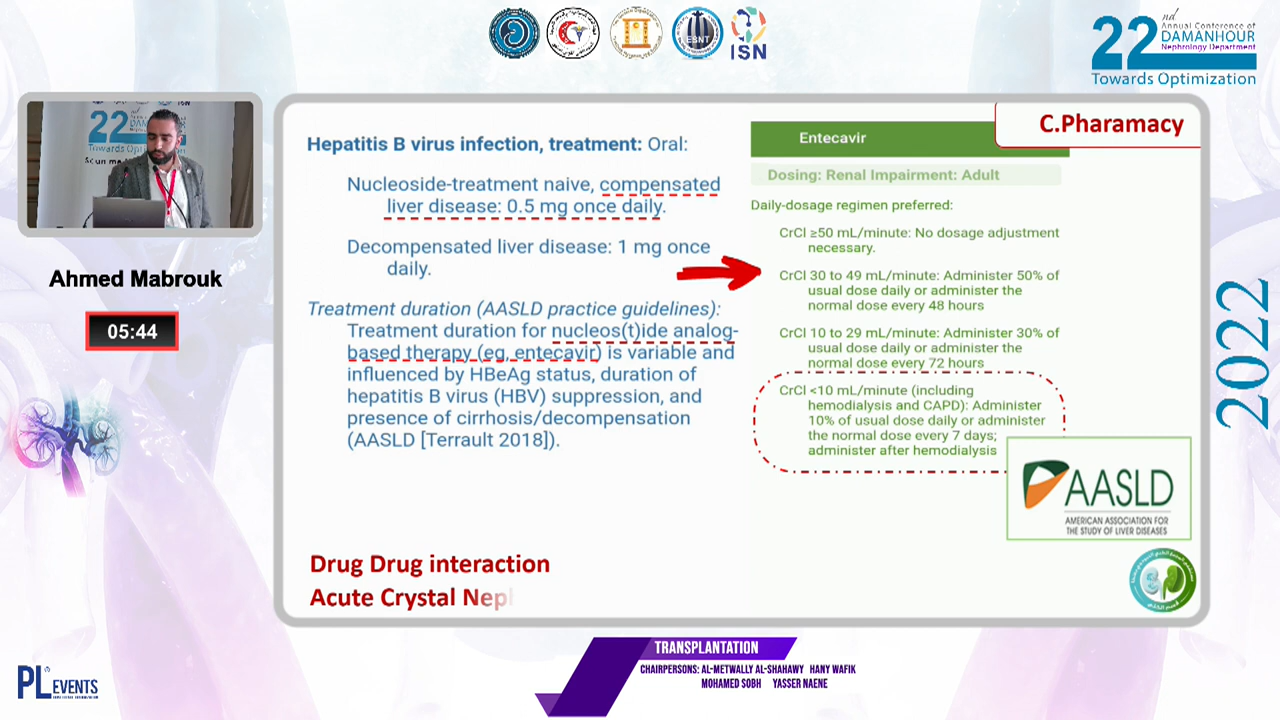 22nd
Annual Conference of
DAMANHOUR
Nephrology Department
Towards Optimization
ESNT
ISN
22
DAMANHOUR
Ahmed Mabrouk
05:44
C.Pharamacy
Hepatitis B virus infection, treatment: Oral:
Nucleoside-treatment naive, compensated
liver disease: 0.5 mg once daily.
Decompensated liver disease: 1 mg once
daily.
Treatment duration (AASLD practice guidelines):
Treatment duration for nucleos(t)ide analog-
based therapy (eg, entecavir) is variable and
influenced by HBeAg status, duration of
hepatitis B virus (HBV) suppression, and
presence of cirrhosis/decompensation
(AASLD [Terrault 2018]).
Drug Drug interaction
Acute Crystal Nep
Entecavir
Dosing: Renal Impairment: Adult
Daily-dosage regimen preferred:
CrCl ≥50 mL/minute: No dosage adjustment
necessary.
CrCl 30 to 49 mL/minute: Administer 50% of
usual dose daily or administer the
normal dose every 48 hours
CrCl 10 to 29 mL/minute: Administer 30% of
usual dose daily or administer the
normal dose every 72 hours
CrCl <10 mL/minute (including
hemodialysis and CAPD): Administer
10% of usual dose daily or administer
the normal dose every 7 days;
administer after hemodialysis
AASLD
AMERICAN ASSOCIATION FOR
THE STUDY OF LIVER DISEASES
2022
TRANSPLANTATION
CHAIRPERSONS: AL-METWALLY AL-SHAHAWY HANY WAFIK
MOHAMED SOBH YASSER NAENE
PL EVENTS